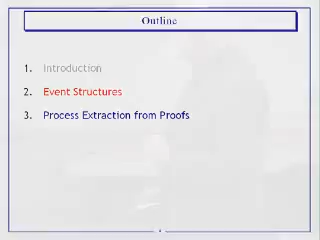 Outline
1. Introduction
2. Event Structures
3. Process Extraction from Proofs